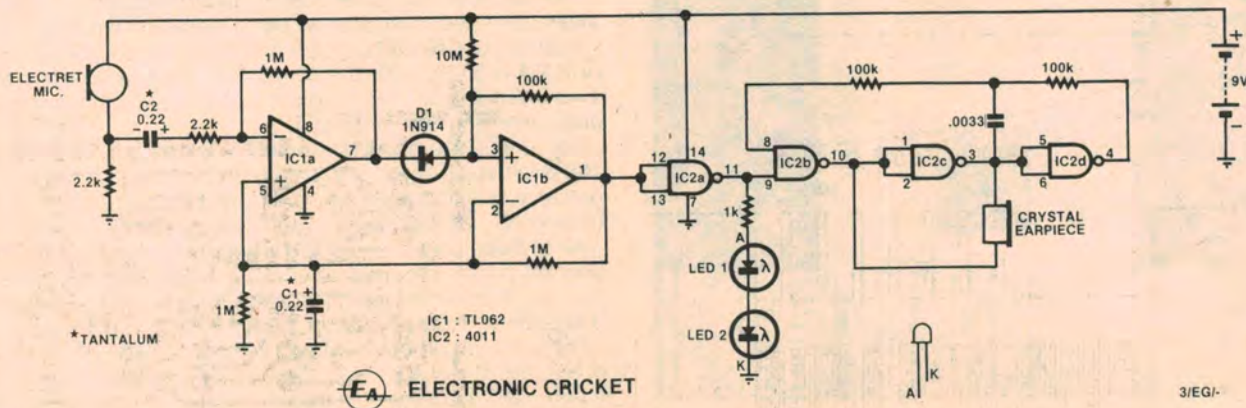 ELECTRET
MIC.
*
C2
0.22
-
+
2.2k
2.2k
1M
6
-
8
IC1a
7
5
+
4
D1
1N914
10M
100k
3
+
IC1b
1
2
-
1M
1M
*
C1
0.22
+
-
*TANTALUM
IC1 : TL062
IC2 : 4011
12
14
IC2a
11
13
7
1k
A
LED 1
λ
LED 2
λ
K
100k
100k
.0033
8
IC2b
10
9
1
IC2c
3
2
5
IC2d
4
6
CRYSTAL
EARPIECE
+
9V
-
K
A
EA ELECTRONIC CRICKET
3/EG/-